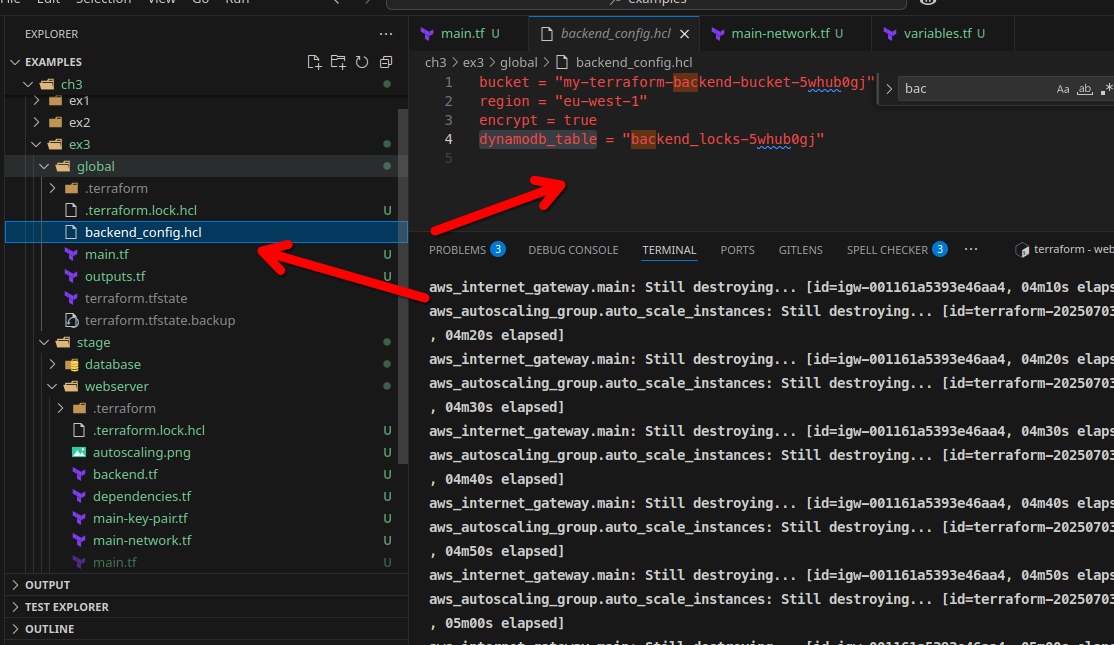 File Edit Selection View Go Run
examples
EXPLORER
EXAMPLES
ch3
ex1
ex2
ex3
global
.terraform
.terraform.lock.hcl U
backend_config.hcl
main.tf U
outputs.tf U
terraform.tfstate
terraform.tfstate.backup
stage
database
webserver
.terraform
.terraform.lock.hcl U
autoscaling.png U
backend.tf U
dependencies.tf U
main-key-pair.tf U
main-network.tf U
main.tf U
OUTPUT
TEST EXPLORER
OUTLINE
main.tf U
backend_config.hcl
main-network.tf U
variables.tf U
ch3 > ex3 > global > backend_config.hcl
1 bucket = "my-terraform-backend-bucket-5whub0gj"
2 region = "eu-west-1"
3 encrypt = true
4 dynamodb_table = "backend_locks-5whub0gj"
5
bac Aa ab .*
PROBLEMS 3 DEBUG CONSOLE TERMINAL PORTS GITLENS SPELL CHECKER 3 ... terraform - web
aws_internet_gateway.main: Still destroying... [id=igw-001161a5393e46aa4, 04m10s elaps
aws_autoscaling_group.auto_scale_instances: Still destroying... [id=terraform-20250703
, 04m20s elapsed]
aws_internet_gateway.main: Still destroying... [id=igw-001161a5393e46aa4, 04m20s elaps
aws_autoscaling_group.auto_scale_instances: Still destroying... [id=terraform-20250703
, 04m30s elapsed]
aws_internet_gateway.main: Still destroying... [id=igw-001161a5393e46aa4, 04m30s elaps
aws_autoscaling_group.auto_scale_instances: Still destroying... [id=terraform-20250703
, 04m40s elapsed]
aws_internet_gateway.main: Still destroying... [id=igw-001161a5393e46aa4, 04m40s elaps
aws_autoscaling_group.auto_scale_instances: Still destroying... [id=terraform-20250703
, 04m50s elapsed]
aws_internet_gateway.main: Still destroying... [id=igw-001161a5393e46aa4, 04m50s elaps
aws_autoscaling_group.auto_scale_instances: Still destroying... [id=terraform-20250703
, 05m00s elapsed]